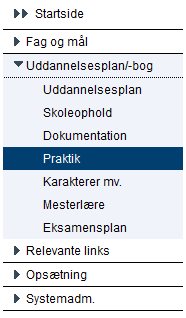 Startside
Fag og mål
Uddannelsesplan/-bog
Uddannelsesplan
Skoleophold
Dokumentation
Praktik
Karakterer mv.
Mesterlære
Eksamensplan
Relevante links
Opsætning
Systemadm.